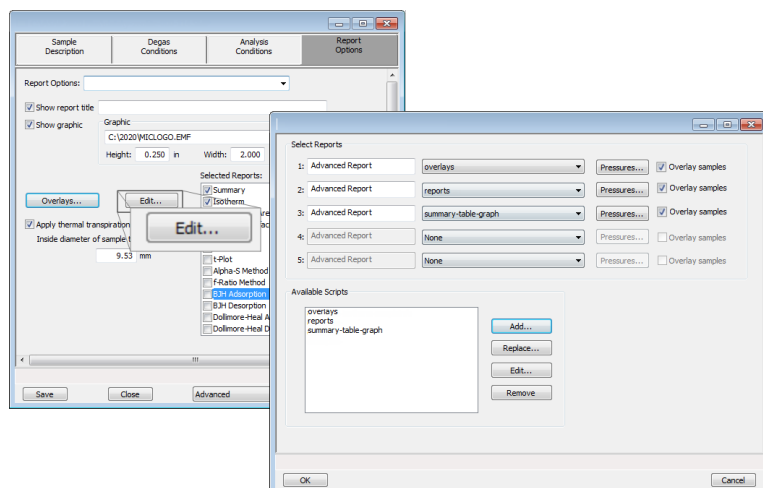 Sample Description
Degas Conditions
Analysis Conditions
Report Options
Report Options:
Show report title
Show graphic
Graphic
C:\2020\MICLOGO.EMF
Height: 0.250 in Width: 2.000
Selected Reports:
Summary
Isotherm
Overlays...
Edit...
Edit...
Apply thermal transpiration
Inside diameter of sample
9.53 mm
t-Plot
Alpha-S Method
f-Ratio Method
BJH Adsorption
BJH Desorption
Dollimore-Heal A
Dollimore-Heal D
Save Close Advanced
Select Reports
1: Advanced Report overlays Pressures... Overlay samples
2: Advanced Report reports Pressures... Overlay samples
3: Advanced Report summary-table-graph Pressures... Overlay samples
4: Advanced Report None Pressures... Overlay samples
5: Advanced Report None Pressures... Overlay samples
Available Scripts
overlays
reports
summary-table-graph
Add...
Replace...
Edit...
Remove
OK Cancel